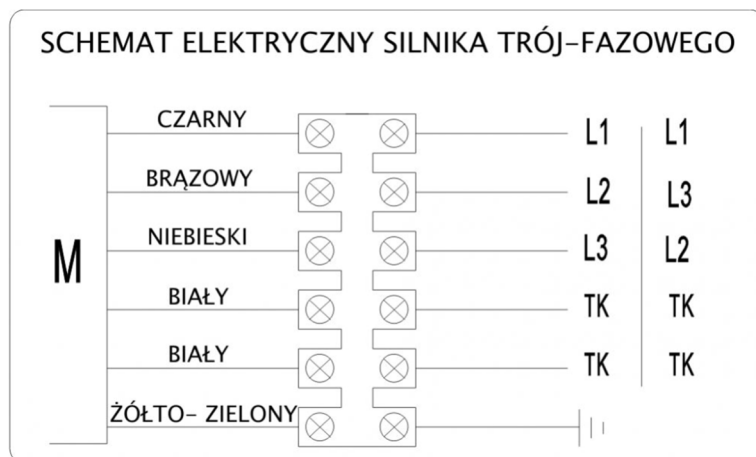 SCHEMAT ELEKTRYCZNY SILNIKA TRÓJ-FAZOWEGO
CZARNY L1 L1
BRĄZOWY L2 L3
NIEBIESKI L3 L2
M
BIAŁY TK TK
BIAŁY TK TK
ŻÓŁTO- ZIELONY